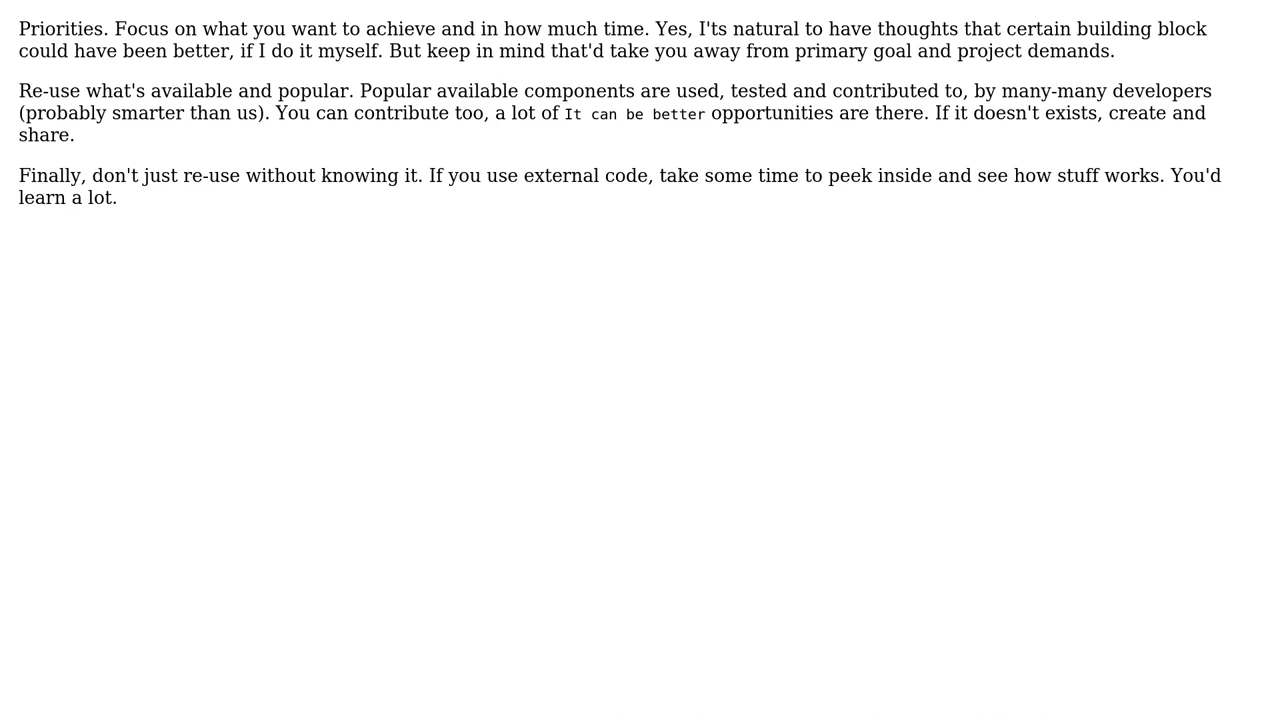 Priorities. Focus on what you want to achieve and in how much time. Yes, I'ts natural to have thoughts that certain building block
could have been better, if I do it myself. But keep in mind that'd take you away from primary goal and project demands.
Re-use what's available and popular. Popular available components are used, tested and contributed to, by many-many developers
(probably smarter than us). You can contribute too, a lot of It can be better opportunities are there. If it doesn't exists, create and
share.
Finally, don't just re-use without knowing it. If you use external code, take some time to peek inside and see how stuff works. You'd
learn a lot.